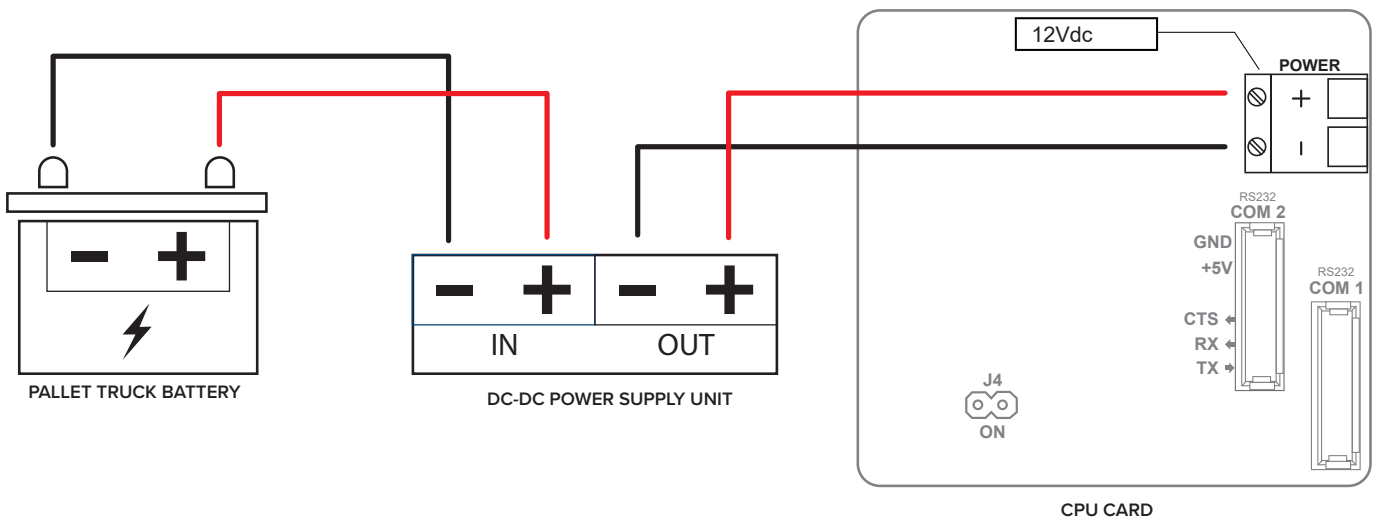 12Vdc
POWER
+
−
RS232
COM 2
GND
+5V
CTS
RX
TX
RS232
COM 1
J4
ON
− +
PALLET TRUCK BATTERY
− + − +
IN OUT
DC-DC POWER SUPPLY UNIT
CPU CARD